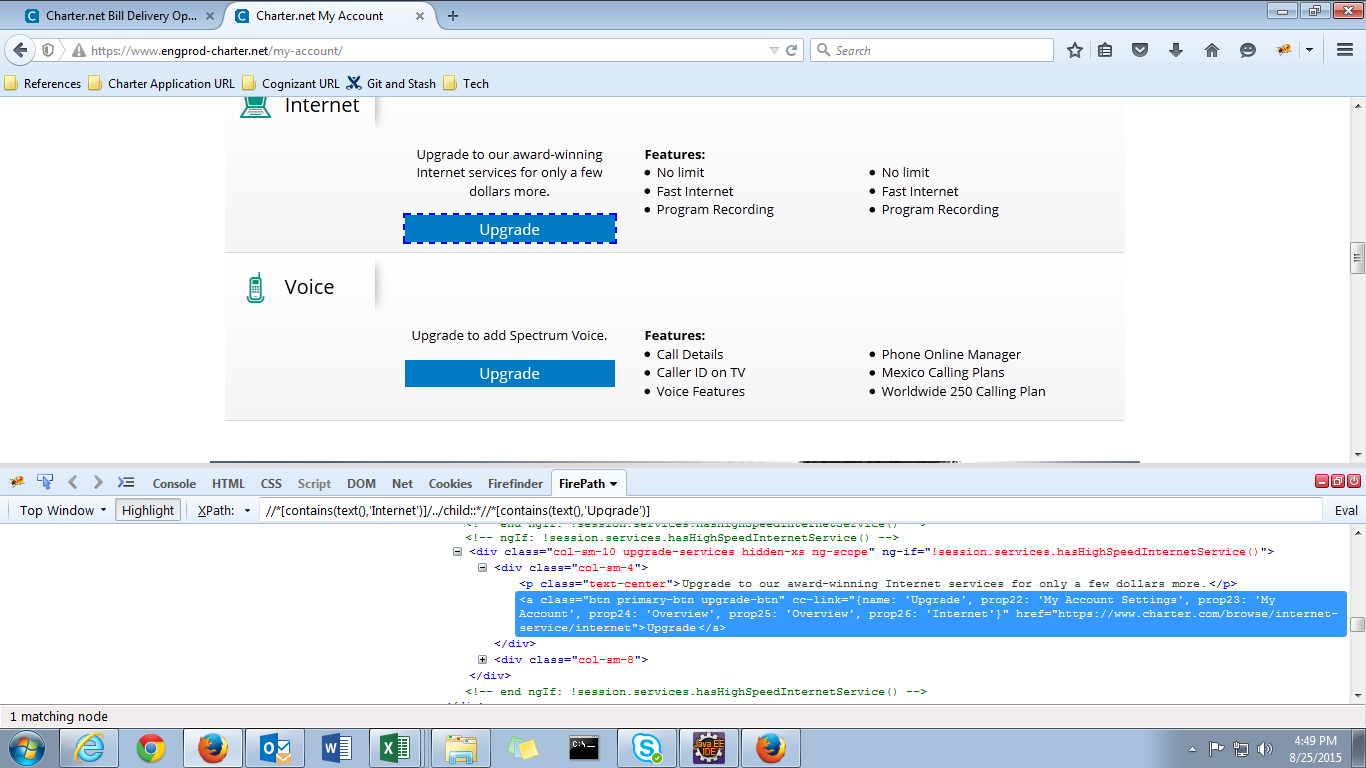 Charter.net Bill Delivery Op...
Charter.net My Account
https://www.engprod-charter.net/my-account/
Search
References
Charter Application URL
Cognizant URL
Git and Stash
Tech
Internet
Upgrade to our award-winning
Internet services for only a few
dollars more.
Upgrade
Features:
No limit
Fast Internet
Program Recording
No limit
Fast Internet
Program Recording
Voice
Upgrade to add Spectrum Voice.
Upgrade
Features:
Call Details
Caller ID on TV
Voice Features
Phone Online Manager
Mexico Calling Plans
Worldwide 250 Calling Plan
Console HTML CSS Script DOM Net Cookies Firefinder FirePath
Top Window Highlight XPath: //*[contains(text(),'Internet')]/../child::*//*[contains(text(),'Upgrade')] Eval
<!-- end ngIf: !session.services.hasHighSpeedInternetService() -->
<!-- ngIf: !session.services.hasHighSpeedInternetService() -->
<div class="col-sm-10 upgrade-services hidden-xs ng-scope" ng-if="!session.services.hasHighSpeedInternetService()">
<div class="col-sm-4">
<p class="text-center">Upgrade to our award-winning Internet services for only a few dollars more.</p>
<a class="btn primary-btn upgrade-btn" cc-link="{name: 'Upgrade', prop22: 'My Account Settings', prop23: 'My
Account', prop24: 'Overview', prop25: 'Overview', prop26: 'Internet'}" href="https://www.charter.com/browse/internet-
service/internet">Upgrade</a>
</div>
<div class="col-sm-8">
</div>
<!-- end ngIf: !session.services.hasHighSpeedInternetService() -->
1 matching node
Java EE
IDE
4:49 PM
8/25/2015